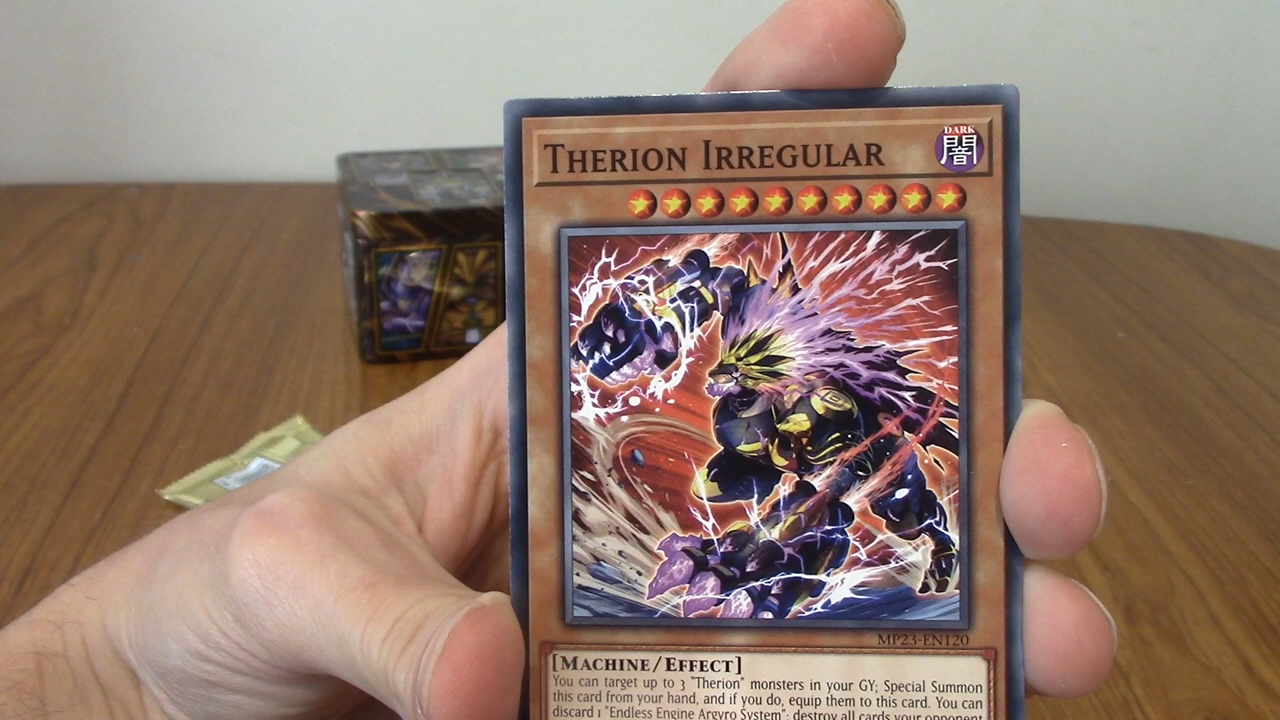 THERION IRREGULAR
DARK
闇
MP23-EN120
[MACHINE/EFFECT]
You can target up to 3 "Therion" monsters in your GY; Special Summon
this card from your hand, and if you do, equip them to this card. You can
discard 1 "Endless Engine Argyro System"; destroy all cards your opponent